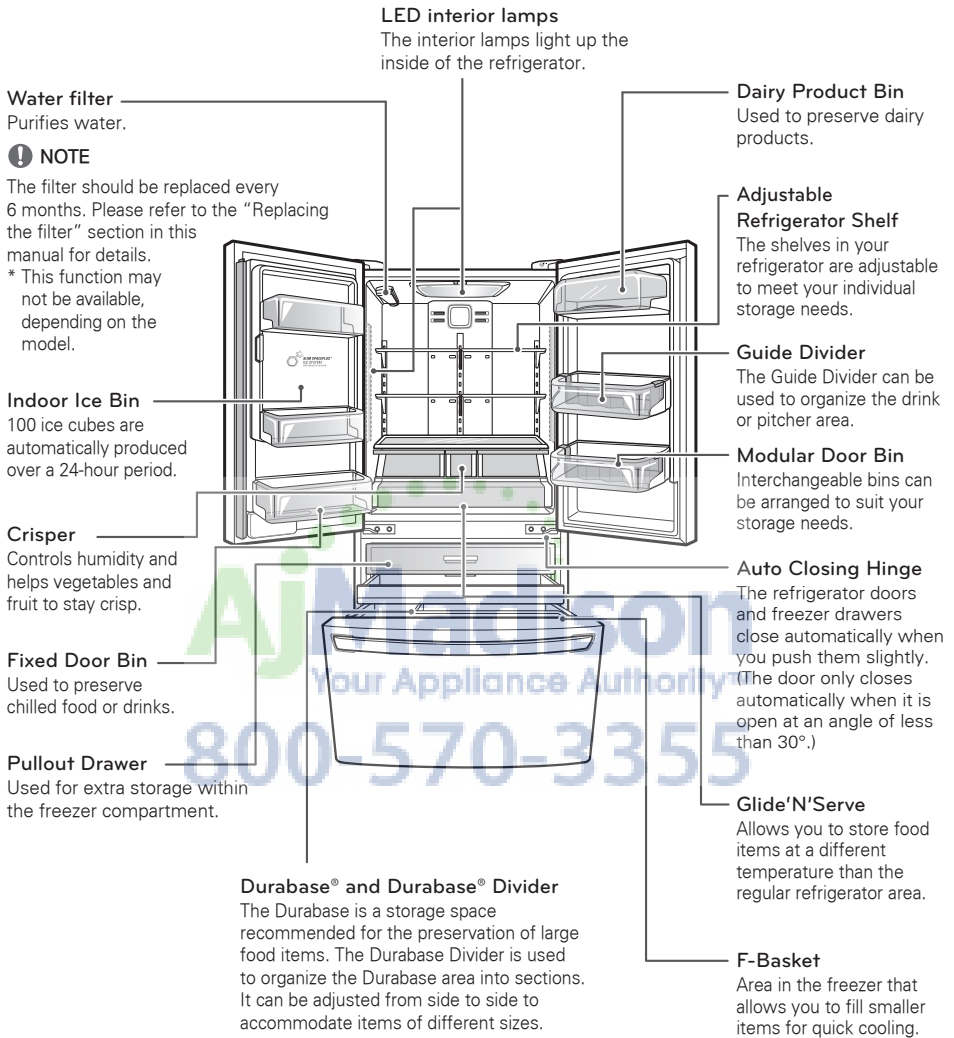 LED interior lamps
The interior lamps light up the
inside of the refrigerator.
Water filter
Purifies water.
NOTE
The filter should be replaced every
6 months. Please refer to the “Replacing
the filter” section in this
manual for details.
* This function may
not be available,
depending on the
model.
Indoor Ice Bin
100 ice cubes are
automatically produced
over a 24-hour period.
Crisper
Controls humidity and
helps vegetables and
fruit to stay crisp.
Fixed Door Bin
Used to preserve
chilled food or drinks.
Pullout Drawer
Used for extra storage within
the freezer compartment.
SLIM SPACEPLUS™
ICE SYSTEM
Dairy Product Bin
Used to preserve dairy
products.
Adjustable
Refrigerator Shelf
The shelves in your
refrigerator are adjustable
to meet your individual
storage needs.
Guide Divider
The Guide Divider can be
used to organize the drink
or pitcher area.
Modular Door Bin
Interchangeable bins can
be arranged to suit your
storage needs.
Auto Closing Hinge
The refrigerator doors
and freezer drawers
close automatically when
you push them slightly.
(The door only closes
automatically when it is
open at an angle of less
than 30°.)
Glide'N'Serve
Allows you to store food
items at a different
temperature than the
regular refrigerator area.
F-Basket
Area in the freezer that
allows you to fill smaller
items for quick cooling.
Durabase® and Durabase® Divider
The Durabase is a storage space
recommended for the preservation of large
food items. The Durabase Divider is used
to organize the Durabase area into sections.
It can be adjusted from side to side to
accommodate items of different sizes.
AjMadison
Your Appliance Authority™
800-570-3355